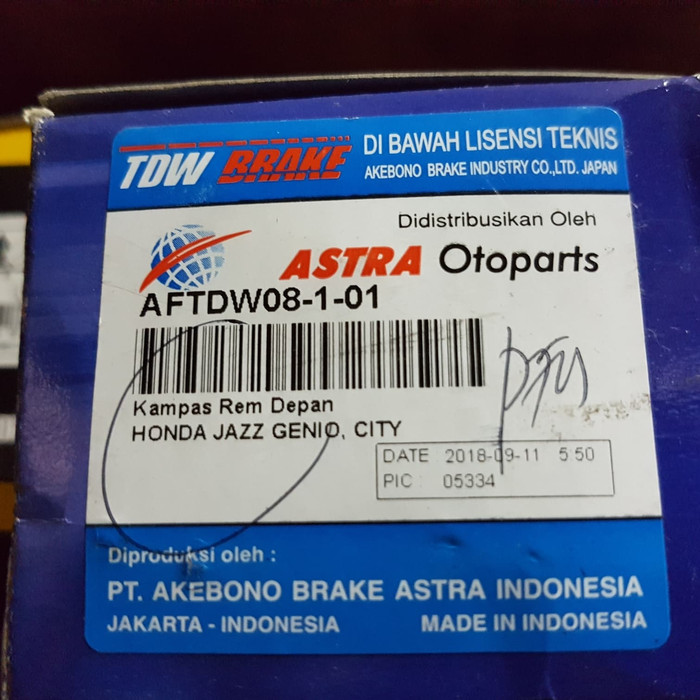 TDW BRAKE
DI BAWAH LISENSI TEKNIS
AKEBONO BRAKE INDUSTRY CO.,LTD. JAPAN
Didistribusikan Oleh
ASTRA Otoparts
AFTDW08-1-01
Kampas Rem Depan
HONDA JAZZ GENIO, CITY
DATE 2018-09-11 5 50
PIC 05334
Diproduksi oleh :
PT. AKEBONO BRAKE ASTRA INDONESIA
JAKARTA - INDONESIA MADE IN INDONESIA